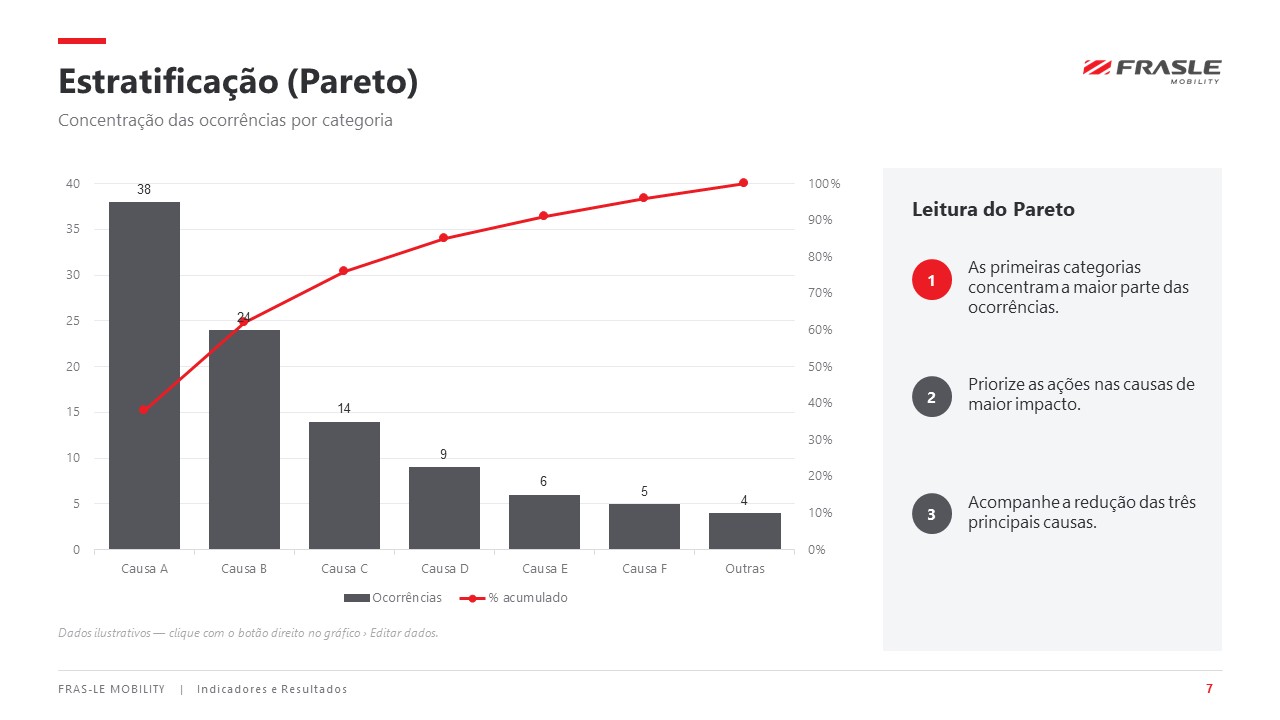 Estratificação (Pareto)
Concentração das ocorrências por categoria
FRASLE
MOBILITY
40
35
30
25
20
15
10
5
0
38
24
14
9
6
5
4
100%
90%
80%
70%
60%
50%
40%
30%
20%
10%
0%
Causa A
Causa B
Causa C
Causa D
Causa E
Causa F
Outras
Ocorrências
% acumulado
Dados ilustrativos — clique com o botão direito no gráfico › Editar dados.
Leitura do Pareto
1
As primeiras categorias
concentram a maior parte das
ocorrências.
2
Priorize as ações nas causas de
maior impacto.
3
Acompanhe a redução das três
principais causas.
FRAS-LE MOBILITY | Indicadores e Resultados
7